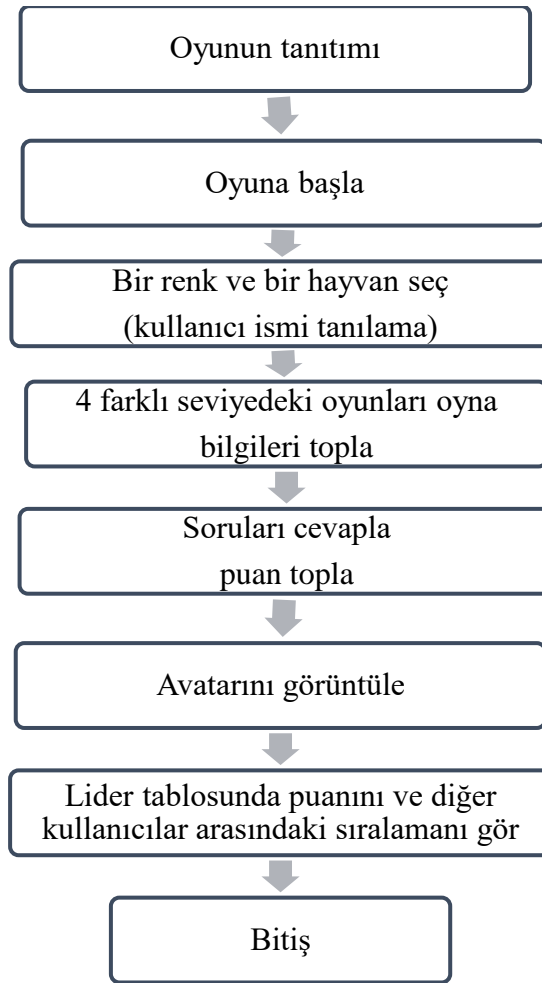 Oyunun tanıtımı
Oyuna başla
Bir renk ve bir hayvan seç
(kullanıcı ismi tanılama)
4 farklı seviyedeki oyunları oyna
bilgileri topla
Soruları cevapla
puan topla
Avatarını görüntüle
Lider tablosunda puanını ve diğer
kullanıcılar arasındaki sıralamanı gör
Bitiş